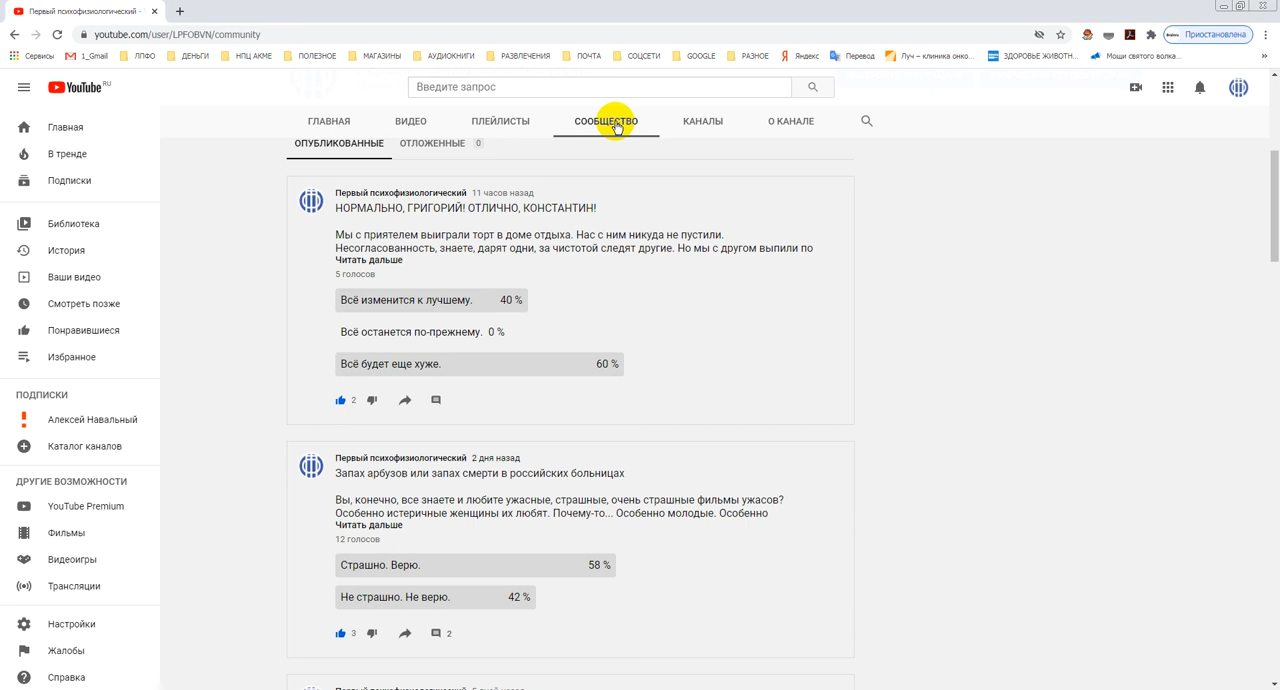 Первый психофизиологический -
youtube.com/user/LPFOBVN/community
Приостановлена
Сервисы 1_Gmail ЛПФО ДЕНЬГИ НПЦ АКМЕ ПОЛЕЗНОЕ МАГАЗИНЫ АУДИОКНИГИ РАЗВЛЕЧЕНИЯ ПОЧТА СОЦСЕТИ GOOGLE РАЗНОЕ Яндекс Перевод Луч – клиника онко... ЗДОРОВЬЕ ЖИВОТН... Мощи святого волка...
YouTube RU
Введите запрос
ГЛАВНАЯ ВИДЕО ПЛЕЙЛИСТЫ СООБЩЕСТВО КАНАЛЫ О КАНАЛЕ
ОПУБЛИКОВАННЫЕ ОТЛОЖЕННЫЕ 0
Главная
В тренде
Подписки
Библиотека
История
Ваши видео
Смотреть позже
Понравившиеся
Избранное
ПОДПИСКИ
Алексей Навальный
Каталог каналов
ДРУГИЕ ВОЗМОЖНОСТИ
YouTube Premium
Фильмы
Видеоигры
Трансляции
Настройки
Жалобы
Справка
Первый психофизиологический 11 часов назад
НОРМАЛЬНО, ГРИГОРИЙ! ОТЛИЧНО, КОНСТАНТИН!
Мы с приятелем выиграли торт в доме отдыха. Нас с ним никуда не пустили.
Несогласованность, знаете, дарят одни, за чистотой следят другие. Но мы с другом выпили по
Читать дальше
5 голосов
Всё изменится к лучшему. 40 %
Всё останется по-прежнему. 0 %
Всё будет еще хуже. 60 %
2
Первый психофизиологический 2 дня назад
Запах арбузов или запах смерти в российских больницах
Вы, конечно, все знаете и любите ужасные, страшные, очень страшные фильмы ужасов?
Особенно истеричные женщины их любят. Почему-то... Особенно молодые. Особенно
Читать дальше
12 голосов
Страшно. Верю. 58 %
Не страшно. Не верю. 42 %
3 2